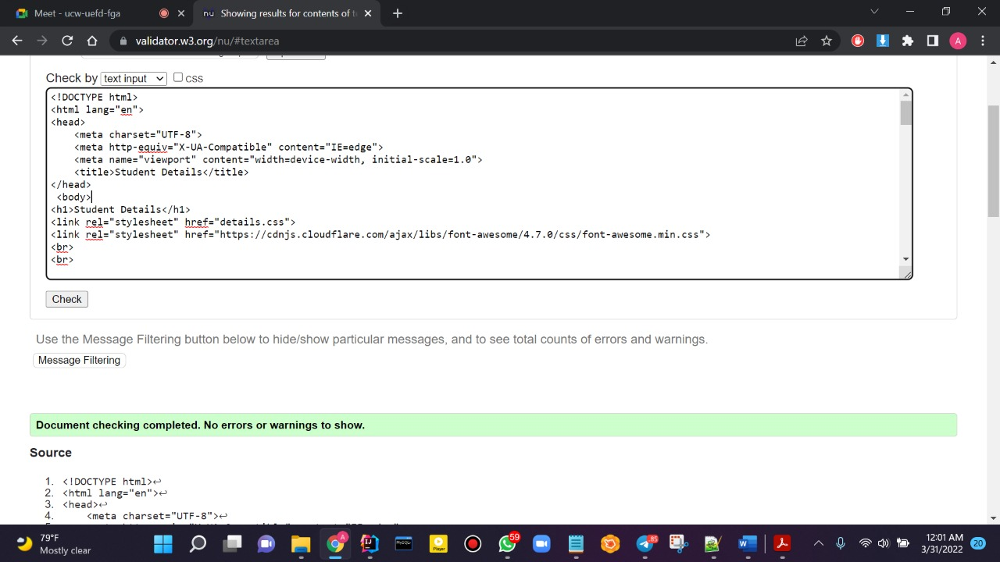 Meet - ucw-uefd-fga
nu Showing results for contents of te
validator.w3.org/nu/#textarea
A
Check by text input css
<!DOCTYPE html>
<html lang="en">
<head>
    <meta charset="UTF-8">
    <meta http-equiv="X-UA-Compatible" content="IE=edge">
    <meta name="viewport" content="width=device-width, initial-scale=1.0">
    <title>Student Details</title>
</head>
 <body>
<h1>Student Details</h1>
<link rel="stylesheet" href="details.css">
<link rel="stylesheet" href="https://cdnjs.cloudflare.com/ajax/libs/font-awesome/4.7.0/css/font-awesome.min.css">
<br>
<br>
Check
Use the Message Filtering button below to hide/show particular messages, and to see total counts of errors and warnings.
Message Filtering
Document checking completed. No errors or warnings to show.
Source
1. <!DOCTYPE html>↩
2. <html lang="en">↩
3. <head>↩
4.     <meta charset="UTF-8">↩
79°F
Mostly clear
A
MySQL
Player
59
85
12:01 AM
3/31/2022
20